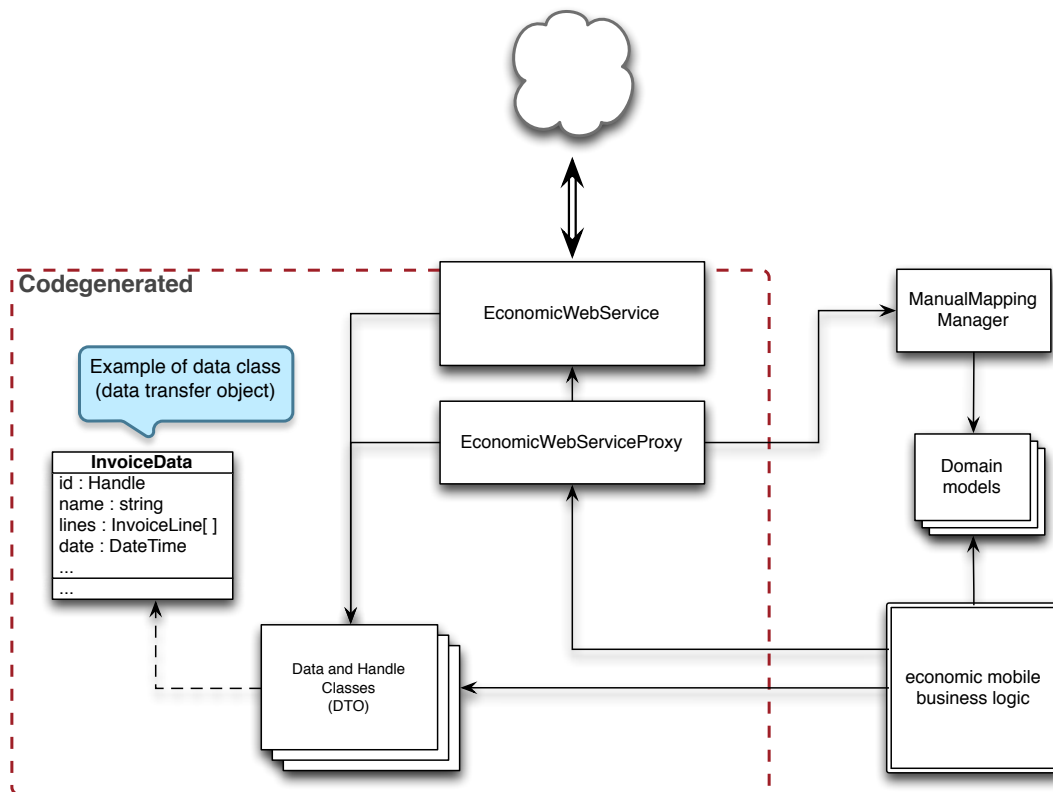 Codegenerated
EconomicWebService
ManualMapping
Manager
Example of data class
(data transfer object)
EconomicWebServiceProxy
InvoiceData
id : Handle
name : string
lines : InvoiceLine[ ]
date : DateTime
...
...
Domain
models
Data and Handle
Classes
(DTO)
economic mobile
business logic